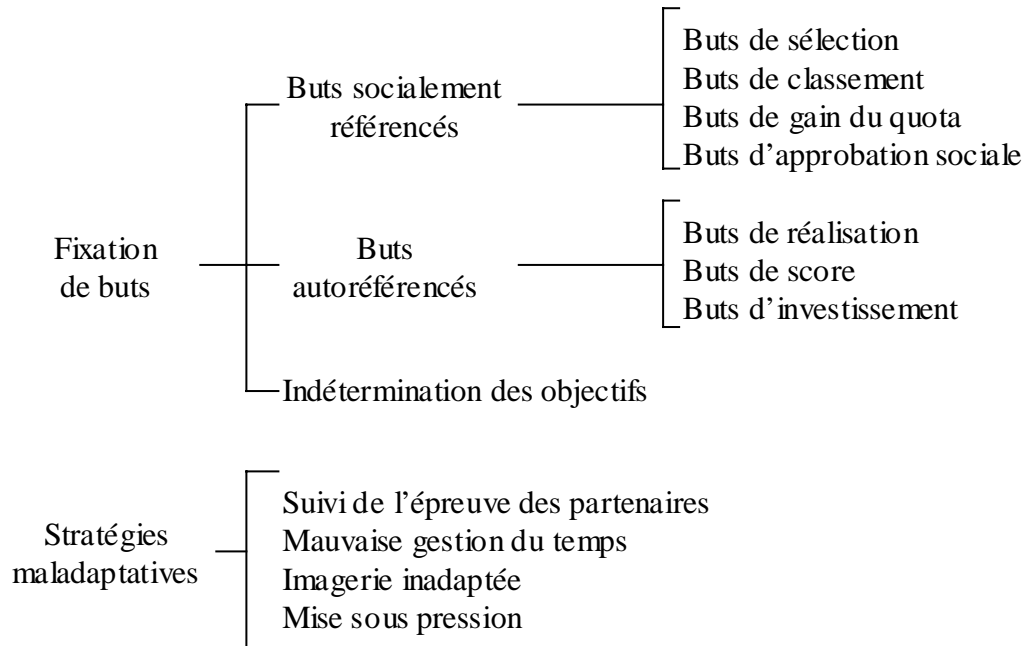 Buts socialement
référencés
Buts de sélection
Buts de classement
Buts de gain du quota
Buts d’approbation sociale
Fixation
de buts
Buts
autoréférencés
Buts de réalisation
Buts de score
Buts d’investissement
Indétermination des objectifs
Stratégies
maladaptatives
Suivi de l’épreuve des partenaires
Mauvaise gestion du temps
Imagerie inadaptée
Mise sous pression